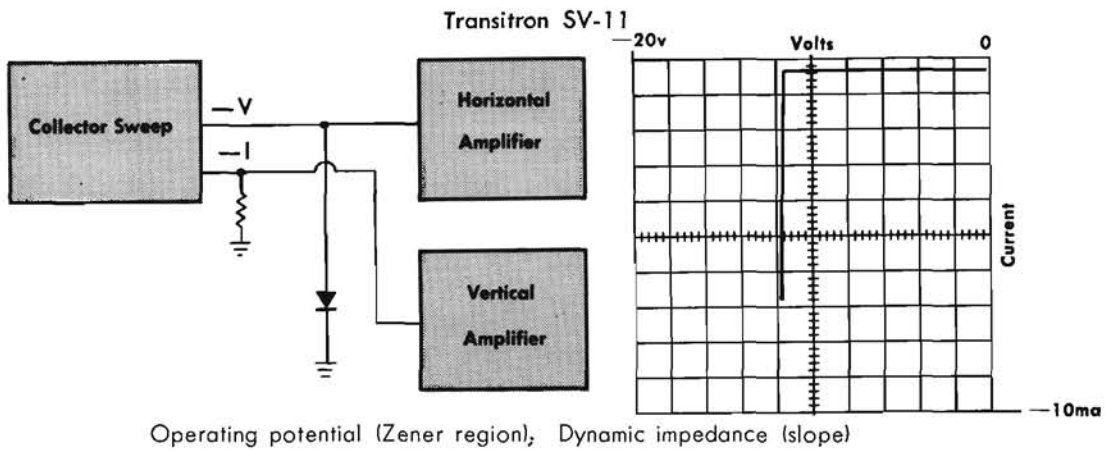 Transitron SV-11
—20v Volts 0
Collector Sweep
—V
—I
Horizontal
Amplifier
Vertical
Amplifier
Current
—10ma
Operating potential (Zener region), Dynamic impedance (slope)